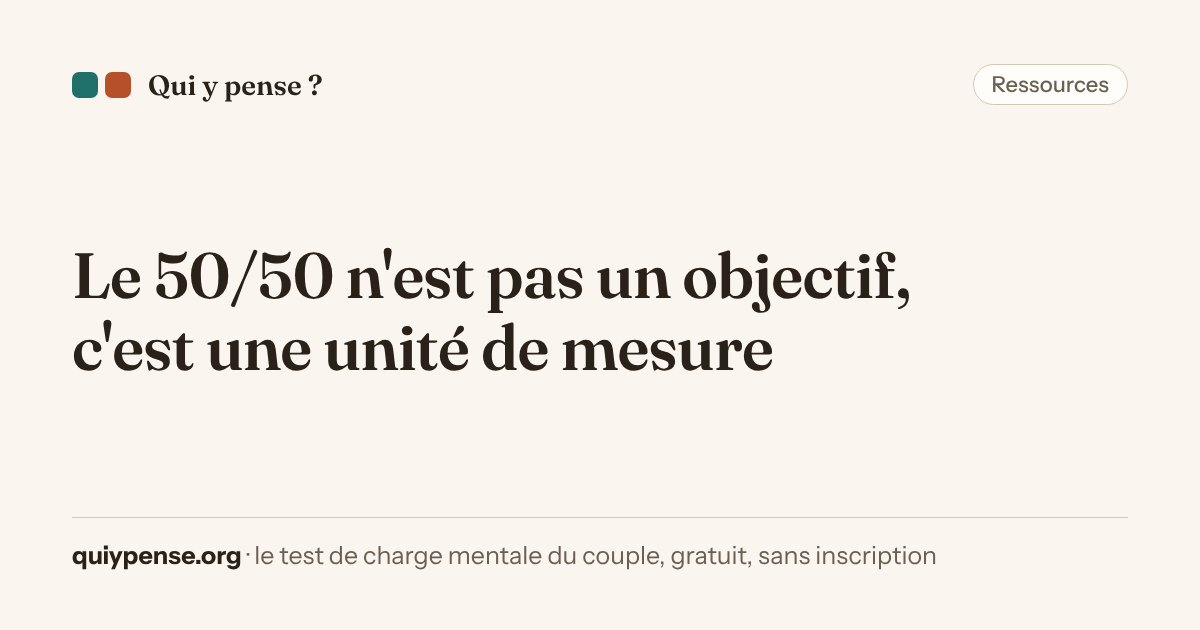 Qui y pense ?
Ressources
Le 50/50 n'est pas un objectif,
c'est une unité de mesure
quiypense.org · le test de charge mentale du couple, gratuit, sans inscription